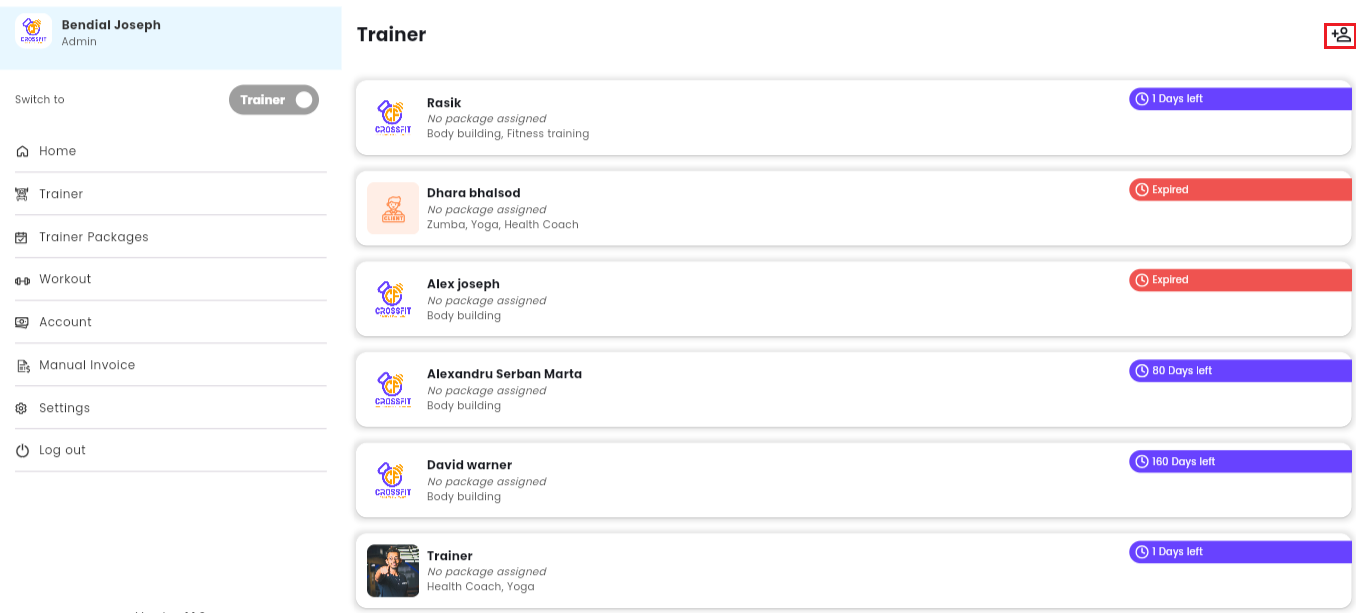 CROSSFIT
Bendial Joseph
Admin
Switch to
Trainer
Home
Trainer
Trainer Packages
Workout
Account
Manual Invoice
Settings
Log out
Trainer
CF
CROSSFIT
Rasik
No package assigned
Body building, Fitness training
1 Days left
CLIENT
Dhara bhalsod
No package assigned
Zumba, Yoga, Health Coach
Expired
CF
CROSSFIT
Alex joseph
No package assigned
Body building
Expired
CF
CROSSFIT
Alexandru Serban Marta
No package assigned
Body building
80 Days left
CF
CROSSFIT
David warner
No package assigned
Body building
160 Days left
Trainer
No package assigned
Health Coach, Yoga
1 Days left